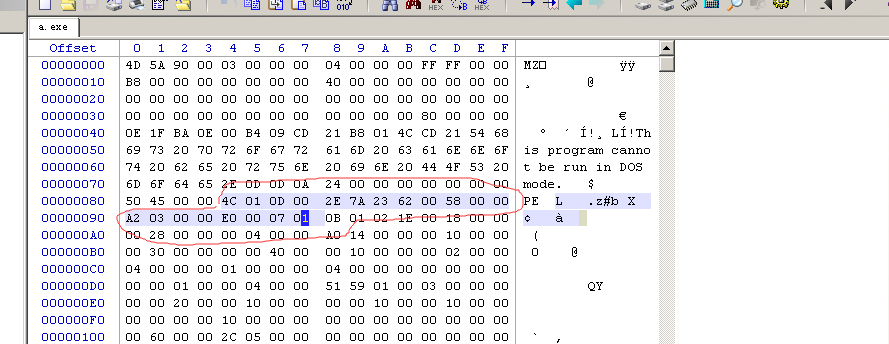 a.exe
Offset 0 1 2 3 4 5 6 7 8 9 A B C D E F
00000000 4D 5A 90 00 03 00 00 00 04 00 00 00 FF FF 00 00 MZ□ ÿÿ
00000010 B8 00 00 00 00 00 00 00 40 00 00 00 00 00 00 00 ¸ @
00000020 00 00 00 00 00 00 00 00 00 00 00 00 00 00 00 00
00000030 00 00 00 00 00 00 00 00 00 00 00 00 80 00 00 00 €
00000040 0E 1F BA 0E 00 B4 09 CD 21 B8 01 4C CD 21 54 68 º ´ Í!¸ LÍ!Th
00000050 69 73 20 70 72 6F 67 72 61 6D 20 63 61 6E 6E 6F is program canno
00000060 74 20 62 65 20 72 75 6E 20 69 6E 20 44 4F 53 20 t be run in DOS
00000070 6D 6F 64 65 2E 0D 0D 0A 24 00 00 00 00 00 00 00 mode. $
00000080 50 45 00 00 4C 01 0D 00 2E 7A 23 62 00 58 00 00 PE L .z#b X
00000090 A2 03 00 00 E0 00 07 01 0B 01 02 1E 00 18 00 00 ¢ à
000000A0 00 28 00 00 00 04 00 00 A0 14 00 00 00 10 00 00 (
000000B0 00 30 00 00 00 00 40 00 00 10 00 00 00 02 00 00 0 @
000000C0 04 00 00 00 01 00 00 00 04 00 00 00 00 00 00 00
000000D0 00 00 01 00 00 04 00 00 51 59 01 00 03 00 00 00 QY
000000E0 00 00 20 00 00 10 00 00 00 00 10 00 00 10 00 00
000000F0 00 00 00 00 10 00 00 00 00 00 00 00 00 00 00 00
00000100 00 60 00 00 2C 05 00 00 00 00 00 00 00 00 00 00 ` ,